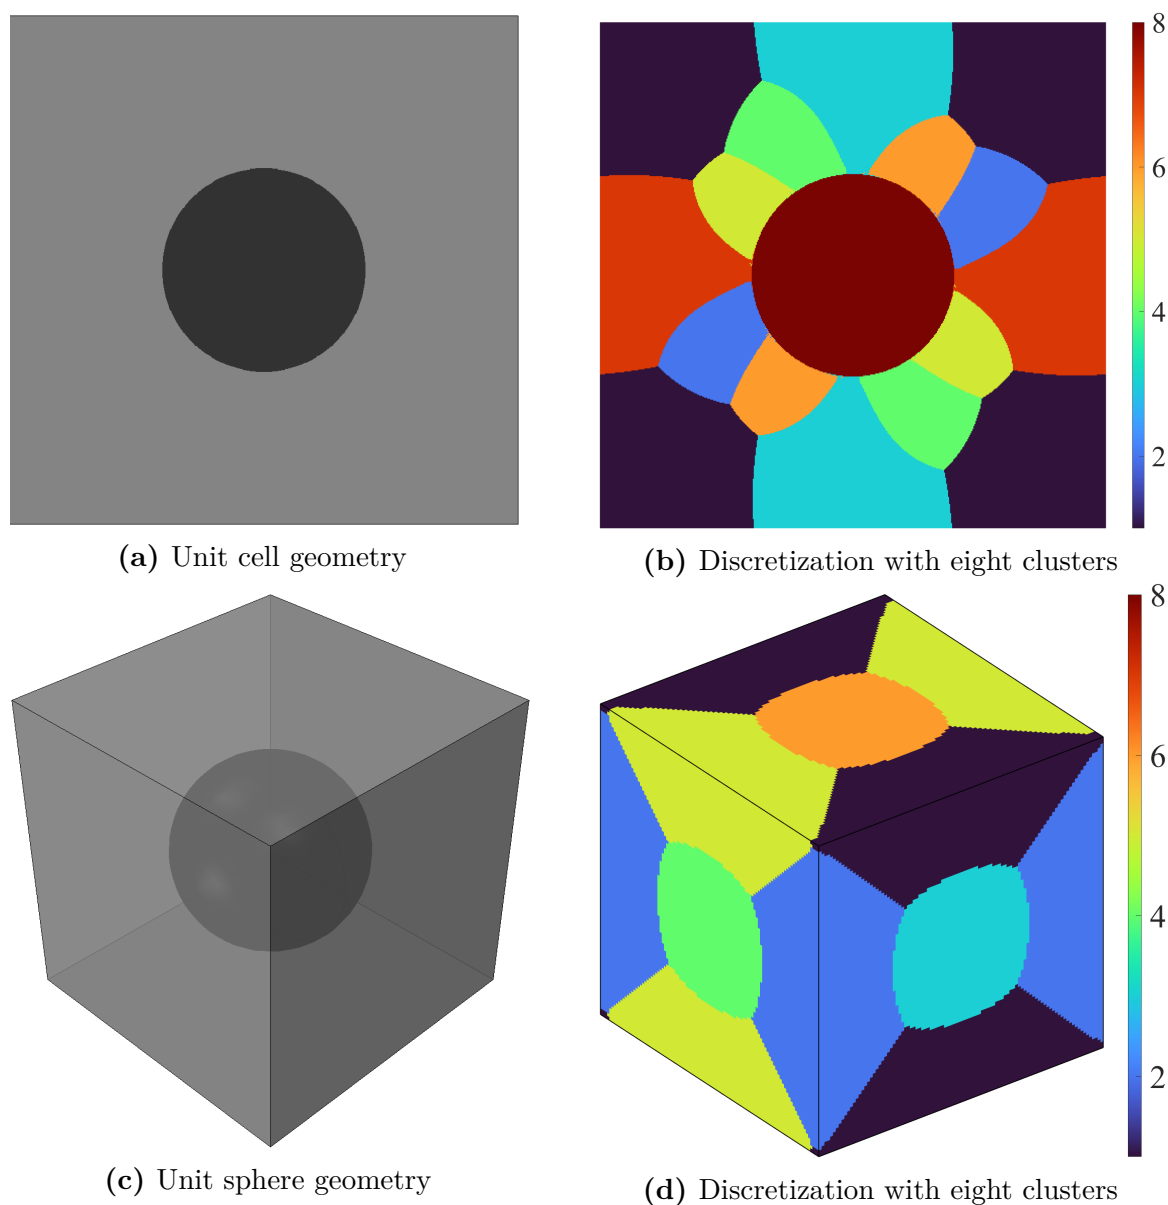 8
6
4
2
(a) Unit cell geometry
(b) Discretization with eight clusters
8
6
4
2
(c) Unit sphere geometry
(d) Discretization with eight clusters